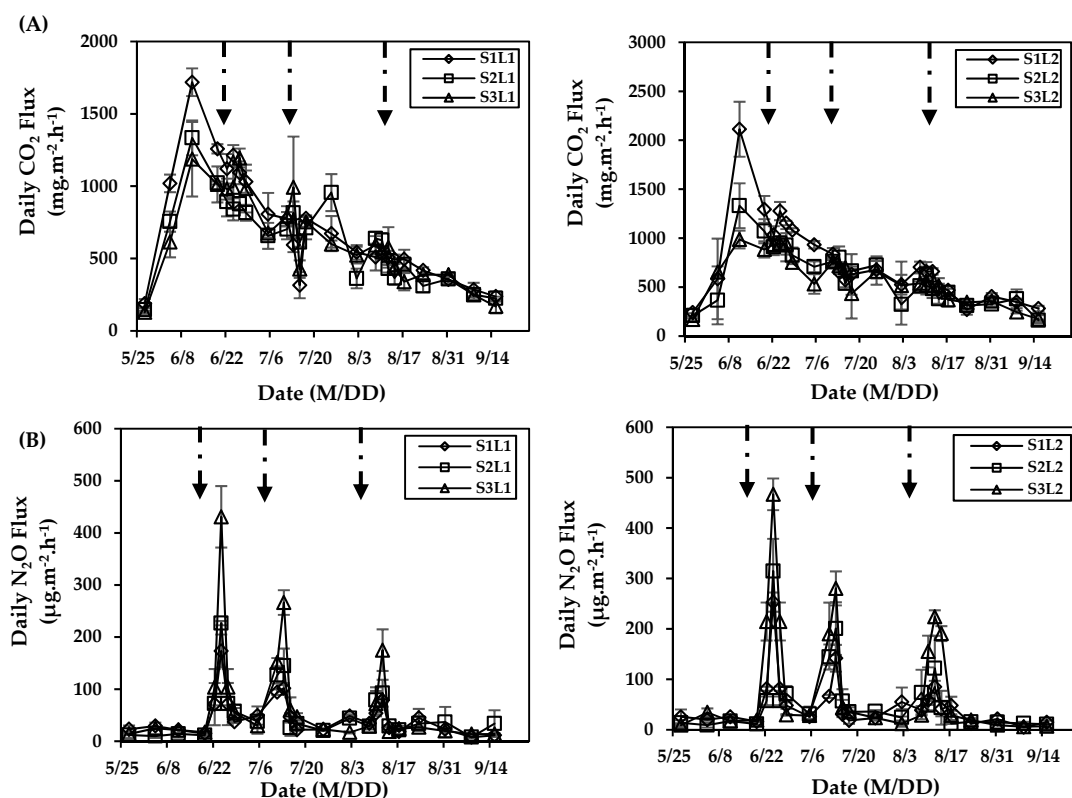 (A)
Daily CO₂ Flux
(mg.m⁻².h⁻¹)
2000
1500
1000
500
0
S1L1
S2L1
S3L1
5/25 6/8 6/22 7/6 7/20 8/3 8/17 8/31 9/14
Date (M/DD)
Daily CO₂ Flux
(mg.m⁻².h⁻¹)
3000
2500
2000
1500
1000
500
0
S1L2
S2L2
S3L2
5/25 6/8 6/22 7/6 7/20 8/3 8/17 8/31 9/14
Date (M/DD)
(B)
Daily N₂O Flux
(µg.m⁻².h⁻¹)
600
500
400
300
200
100
0
S1L1
S2L1
S3L1
5/25 6/8 6/22 7/6 7/20 8/3 8/17 8/31 9/14
Date (M/DD)
Daily N₂O Flux
(µg.m⁻².h⁻¹)
600
500
400
300
200
100
0
S1L2
S2L2
S3L2
5/25 6/8 6/22 7/6 7/20 8/3 8/17 8/31 9/14
Date (M/DD)